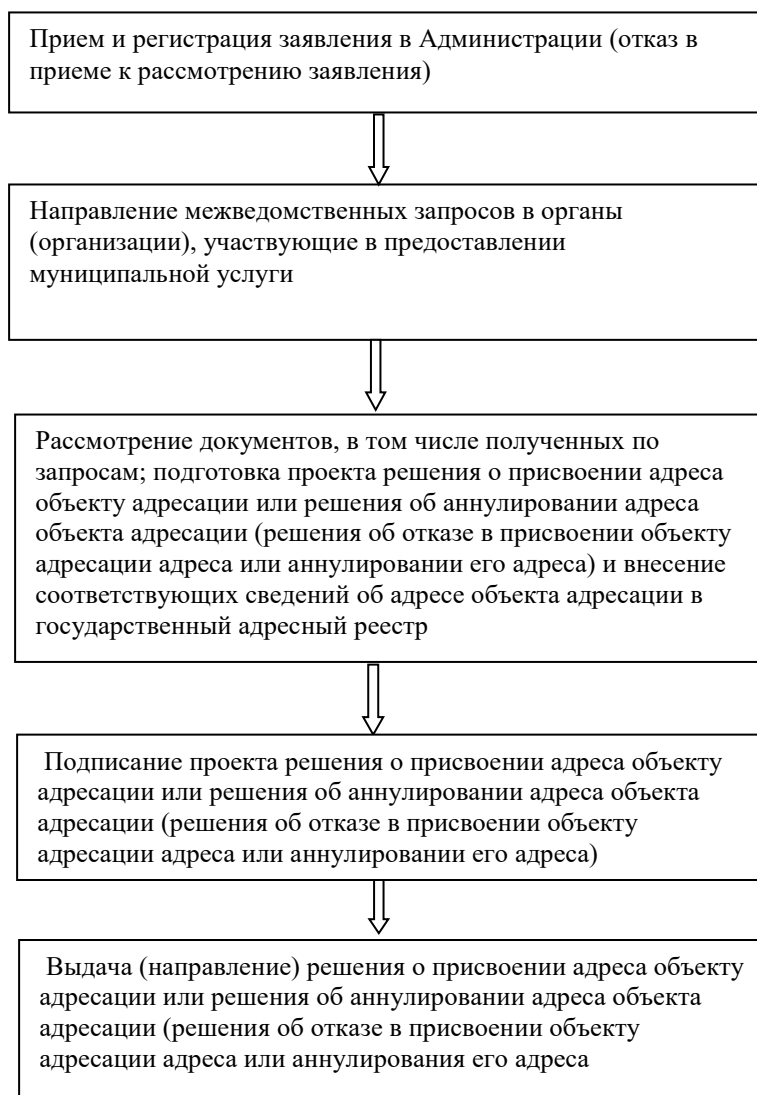 Прием и регистрация заявления в Администрации (отказ в
приеме к рассмотрению заявления)
Направление межведомственных запросов в органы
(организации), участвующие в предоставлении
муниципальной услуги
Рассмотрение документов, в том числе полученных по
запросам; подготовка проекта решения о присвоении адреса
объекту адресации или решения об аннулировании адреса
объекта адресации (решения об отказе в присвоении объекту
адресации адреса или аннулировании его адреса) и внесение
соответствующих сведений об адресе объекта адресации в
государственный адресный реестр
Подписание проекта решения о присвоении адреса объекту
адресации или решения об аннулировании адреса объекта
адресации (решения об отказе в присвоении объекту
адресации адреса или аннулировании его адреса)
Выдача (направление) решения о присвоении адреса объекту
адресации или решения об аннулировании адреса объекта
адресации (решения об отказе в присвоении объекту
адресации адреса или аннулирования его адреса